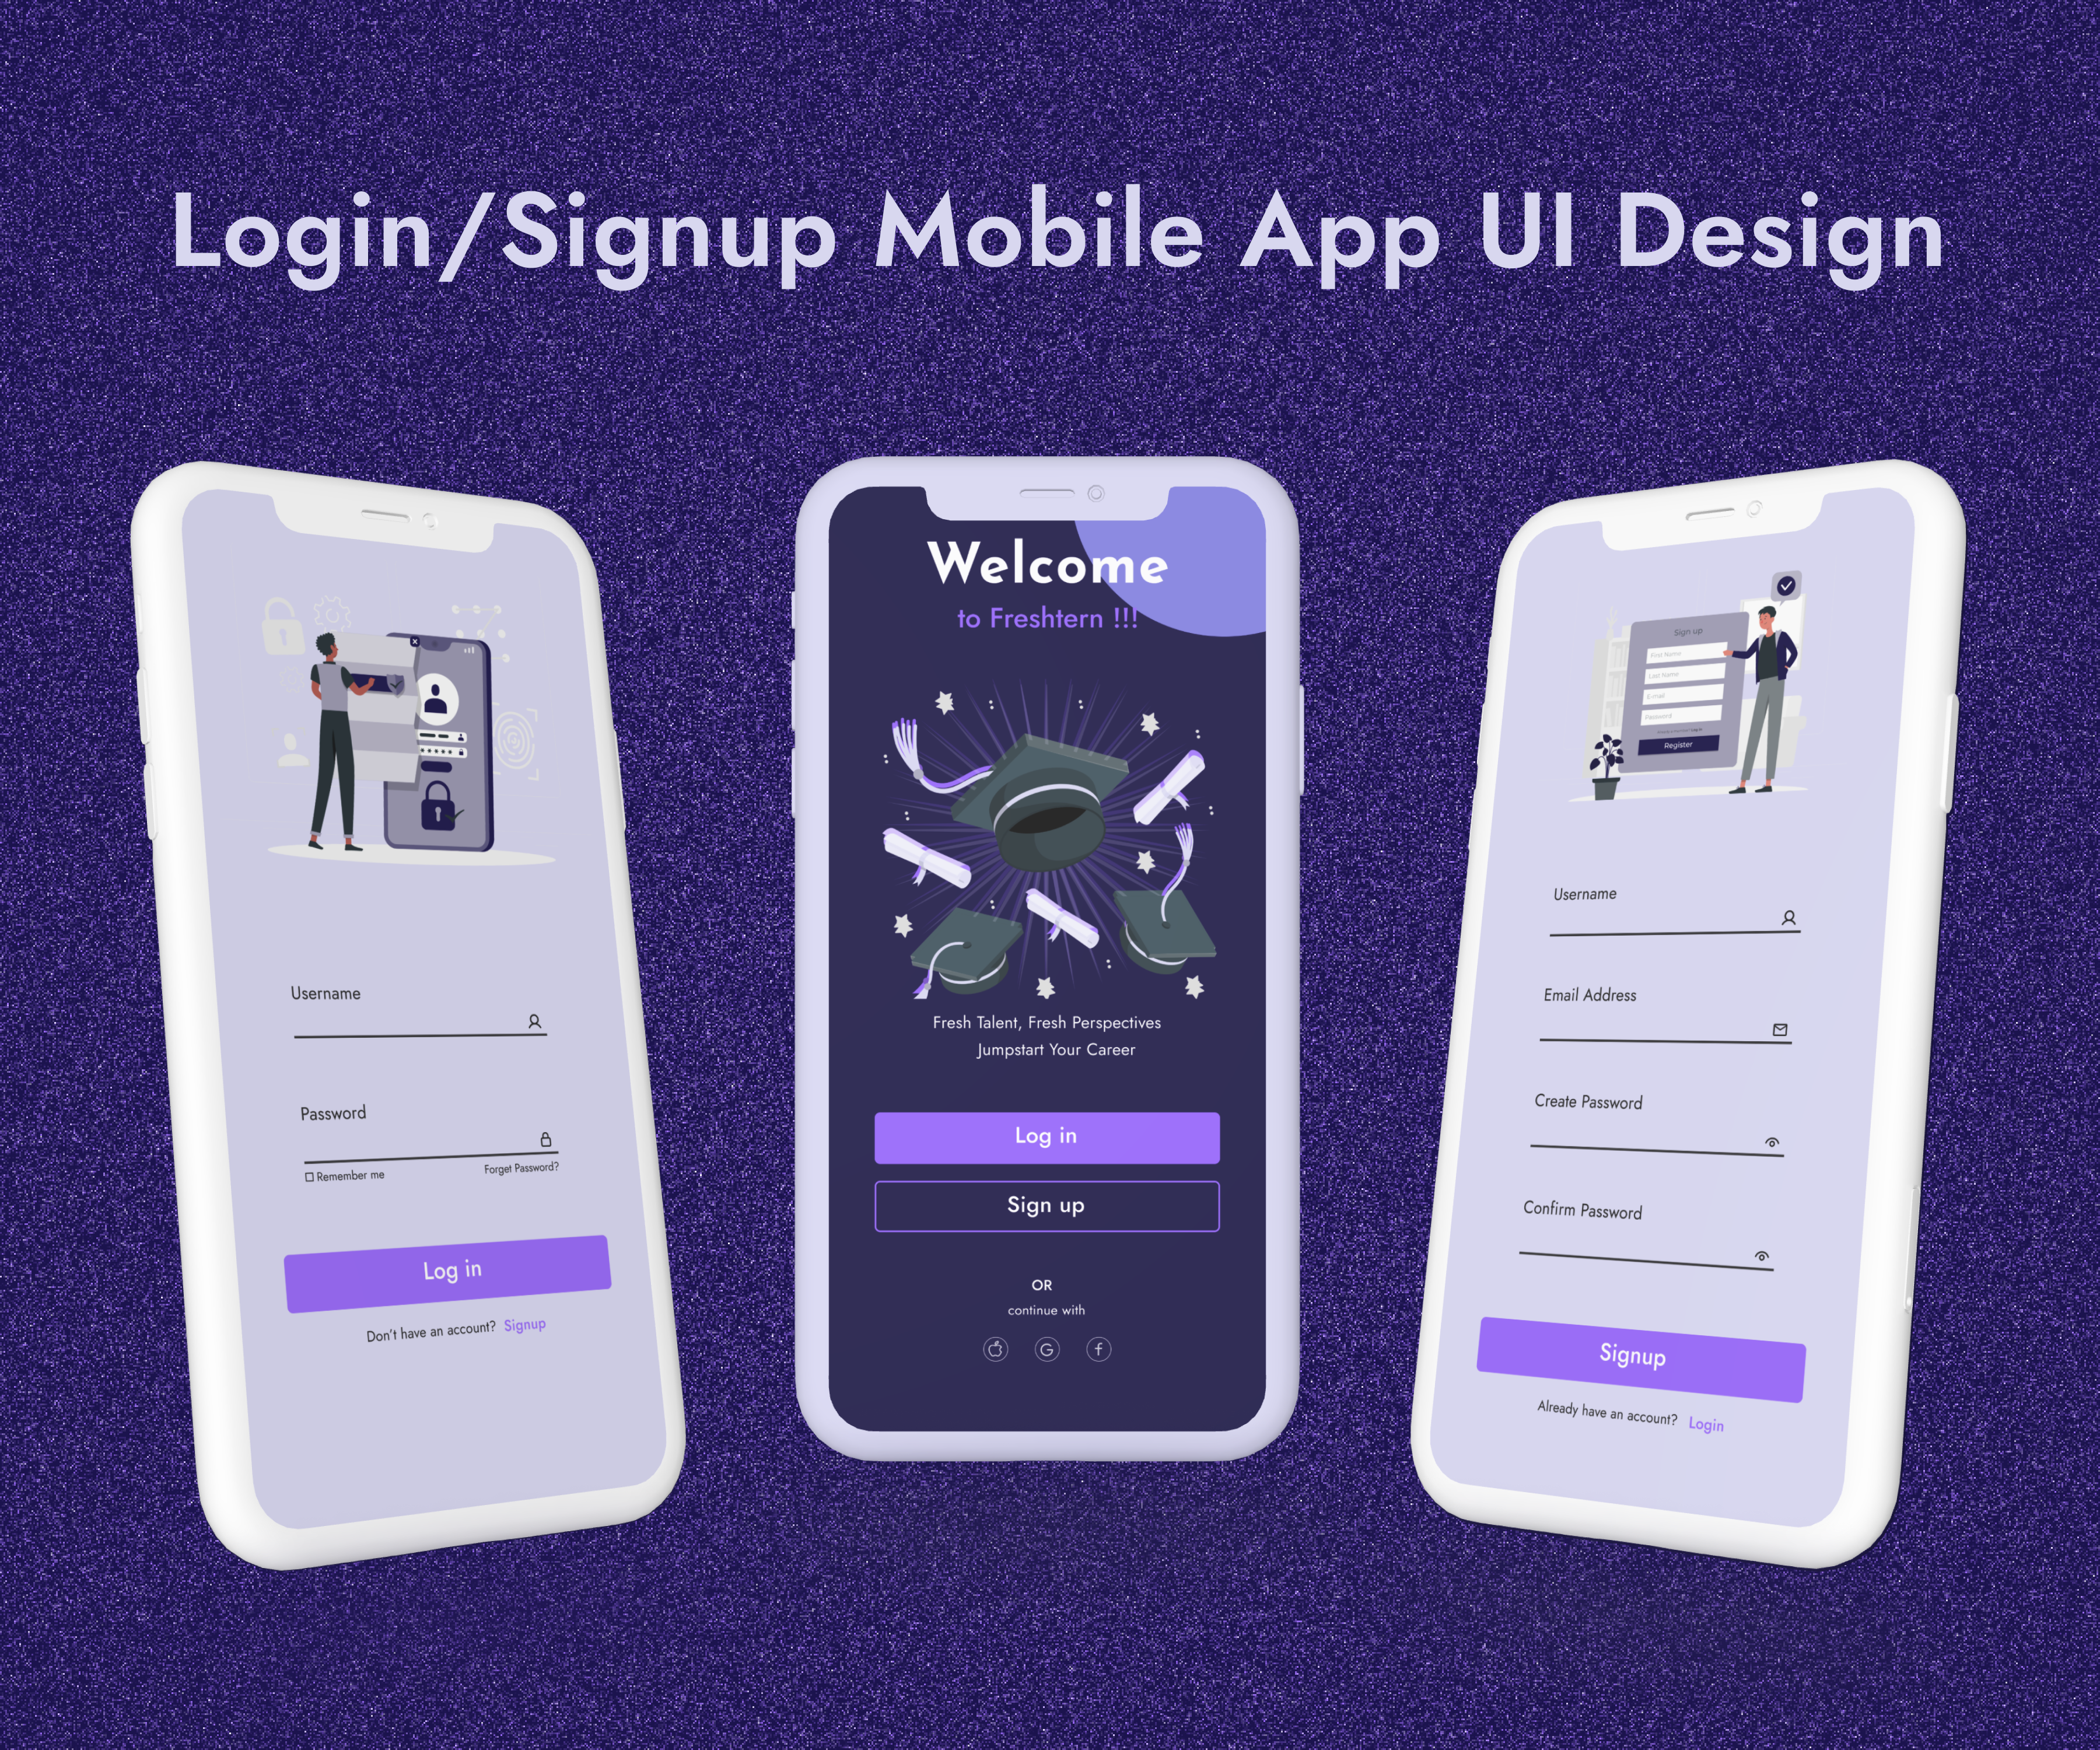 Login/Signup Mobile App UI Design
Username
Password
Remember me
Forget Password?
Log in
Don't have an account? Signup
Welcome
to Freshtern !!!
Fresh Talent, Fresh Perspectives
Jumpstart Your Career
Log in
Sign up
OR
continue with
Sign up
First Name
Last Name
E-mail
Password
Register
Username
Email Address
Create Password
Confirm Password
Signup
Already have an account? Login